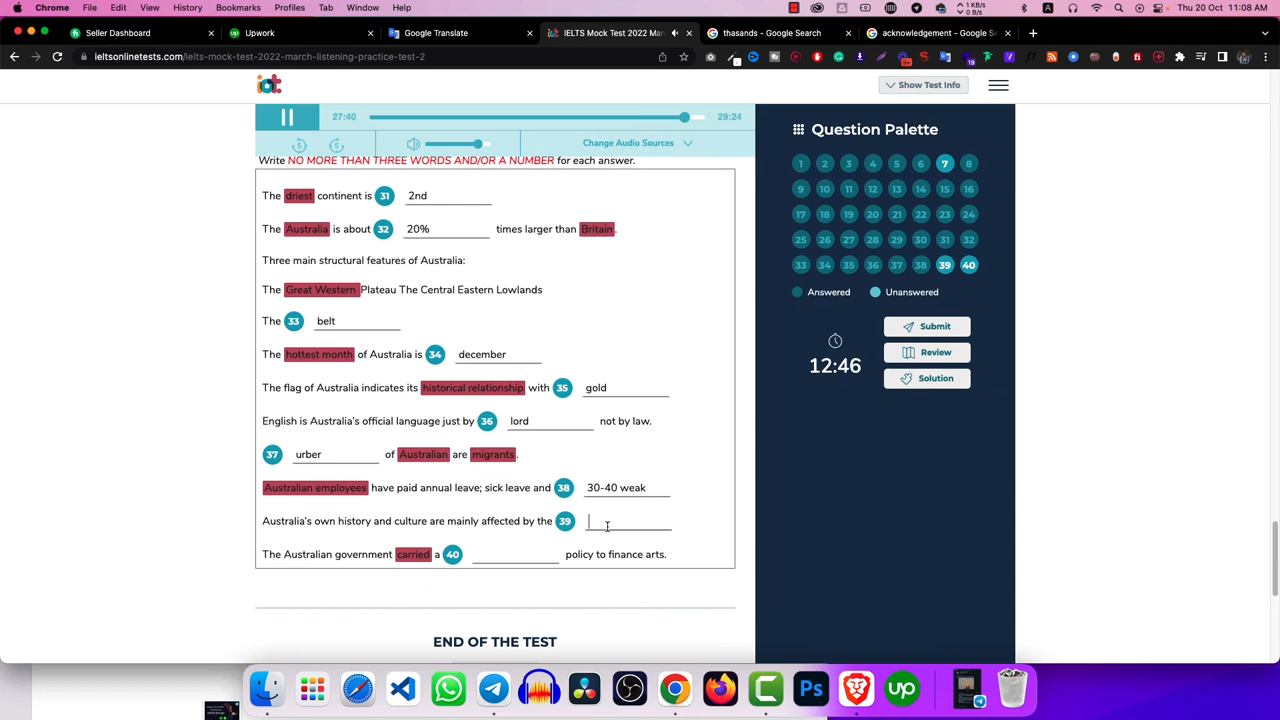 Chrome File Edit View History Bookmarks Profiles Tab Window Help
1 KB/s
0 B/s
Thu 20 Oct 11:08 AM
Seller Dashboard
Upwork
Google Translate
IELTS Mock Test 2022 Mar
thasands - Google Search
acknowledgement - Google Se
ieltsonlinetests.com/ielts-mock-test-2022-march-listening-practice-test-2
iot
Show Test Info
27:40
29:24
5
5
Change Audio Sources
Write NO MORE THAN THREE WORDS AND/OR A NUMBER for each answer.
The driest continent is 31 2nd
The Australia is about 32 20% times larger than Britain.
Three main structural features of Australia:
The Great Western Plateau The Central Eastern Lowlands
The 33 belt
The hottest month of Australia is 34 december
The flag of Australia indicates its historical relationship with 35 gold
English is Australia's official language just by 36 lord not by law.
37 urber of Australian are migrants.
Australian employees have paid annual leave; sick leave and 38 30-40 weak
Australia's own history and culture are mainly affected by the 39
The Australian government carried a 40 policy to finance arts.
END OF THE TEST
Question Palette
1 2 3 4 5 6 7 8
9 10 11 12 13 14 15 16
17 18 19 20 21 22 23 24
25 26 27 28 29 30 31 32
33 34 35 36 37 38 39 40
Answered Unanswered
12:46
Submit
Review
Solution
Ps
up